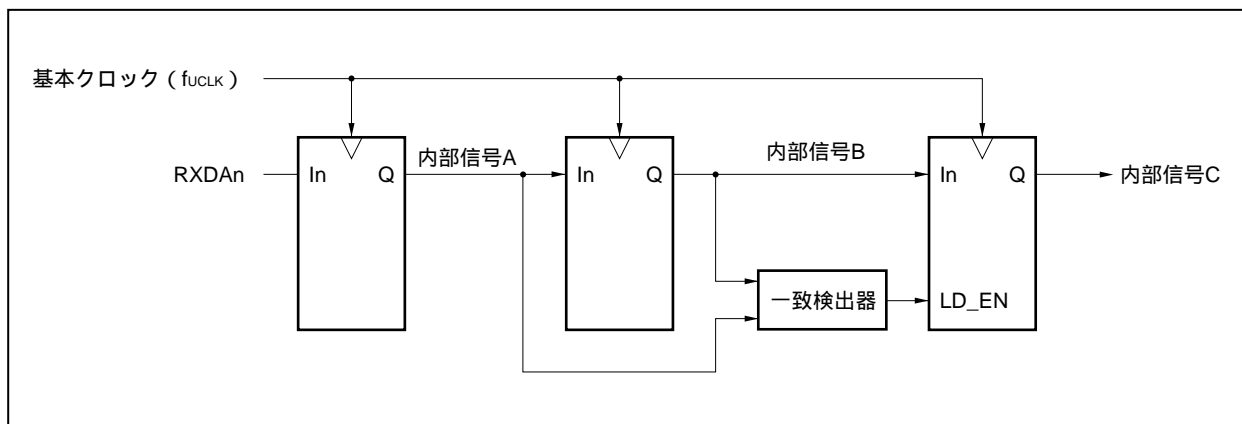 基本クロック（fUCLK）
内部信号A
内部信号B
RXDAn
In
Q
In
Q
In
Q
内部信号C
一致検出器
LD_EN